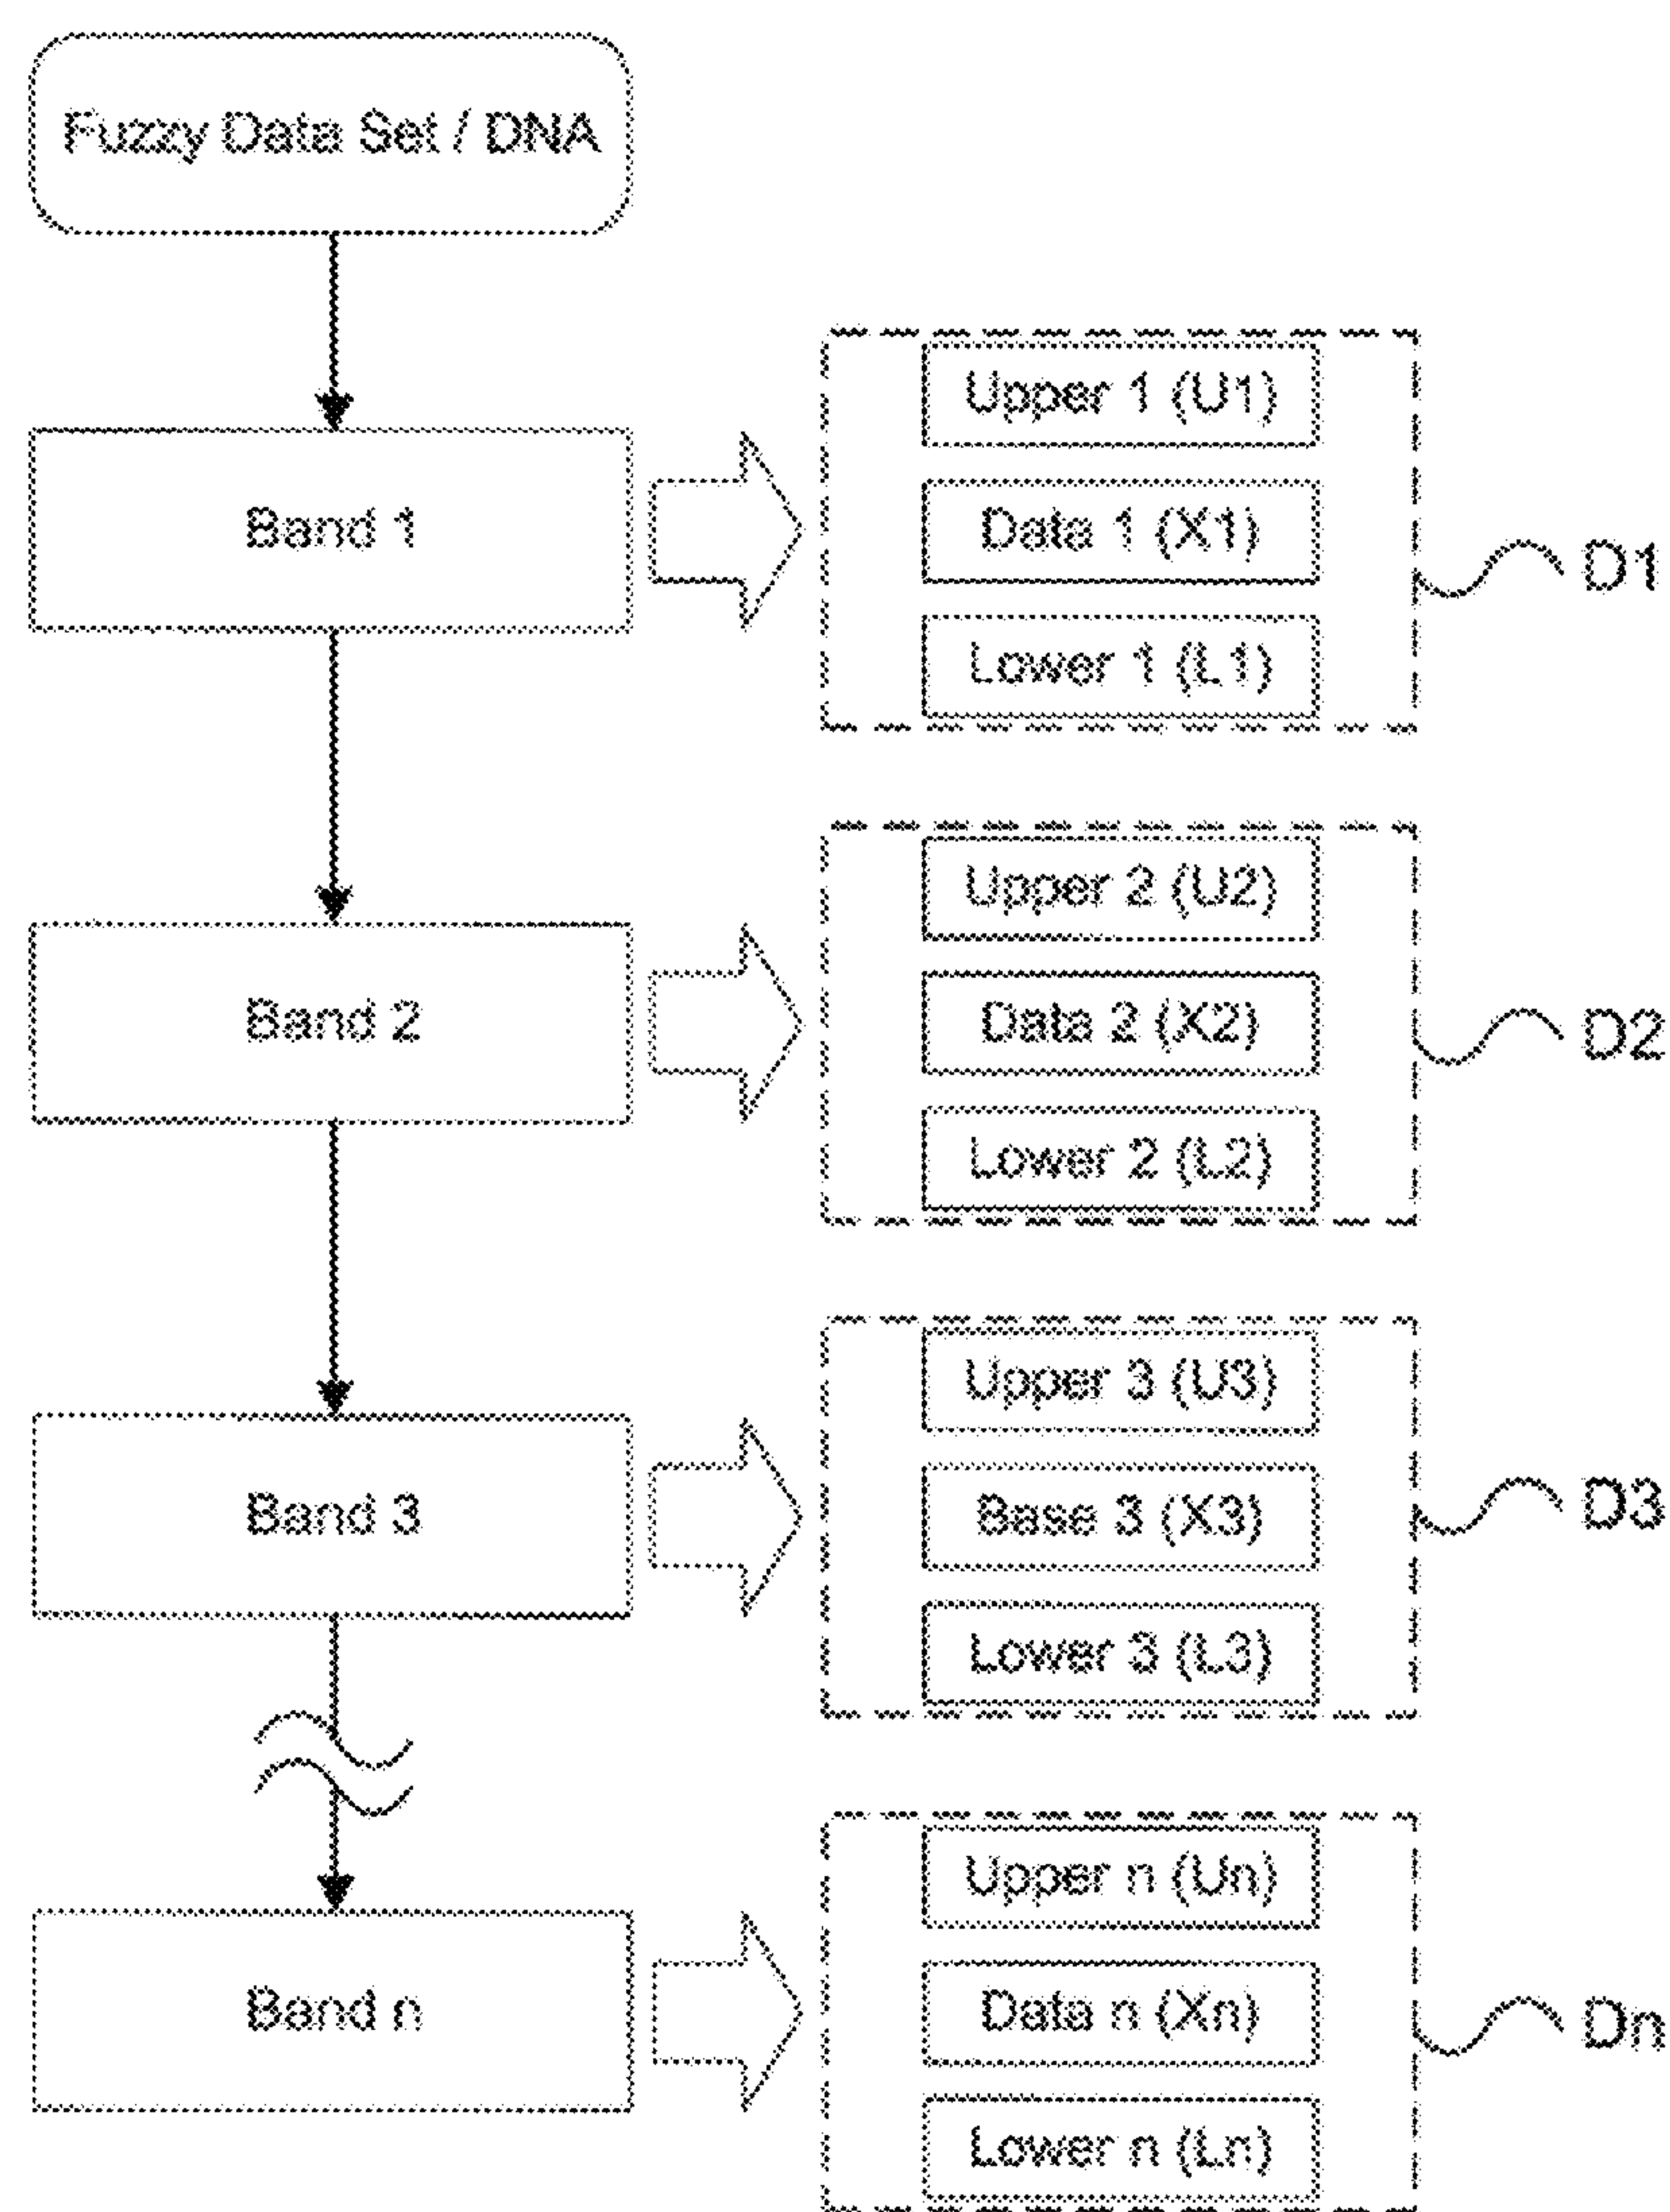 Fuzzy Data Set / DNA
Upper 1 (U1)
Band 1
Data 1 (X1)
D1
Lower 1 (L1)
Upper 2 (U2)
Band 2
Data 2 (X2)
D2
Lower 2 (L2)
Upper 3 (U3)
Band 3
Base 3 (X3)
D3
Lower 3 (L3)
Upper n (Un)
Band n
Data n (Xn)
Dn
Lower n (Ln)